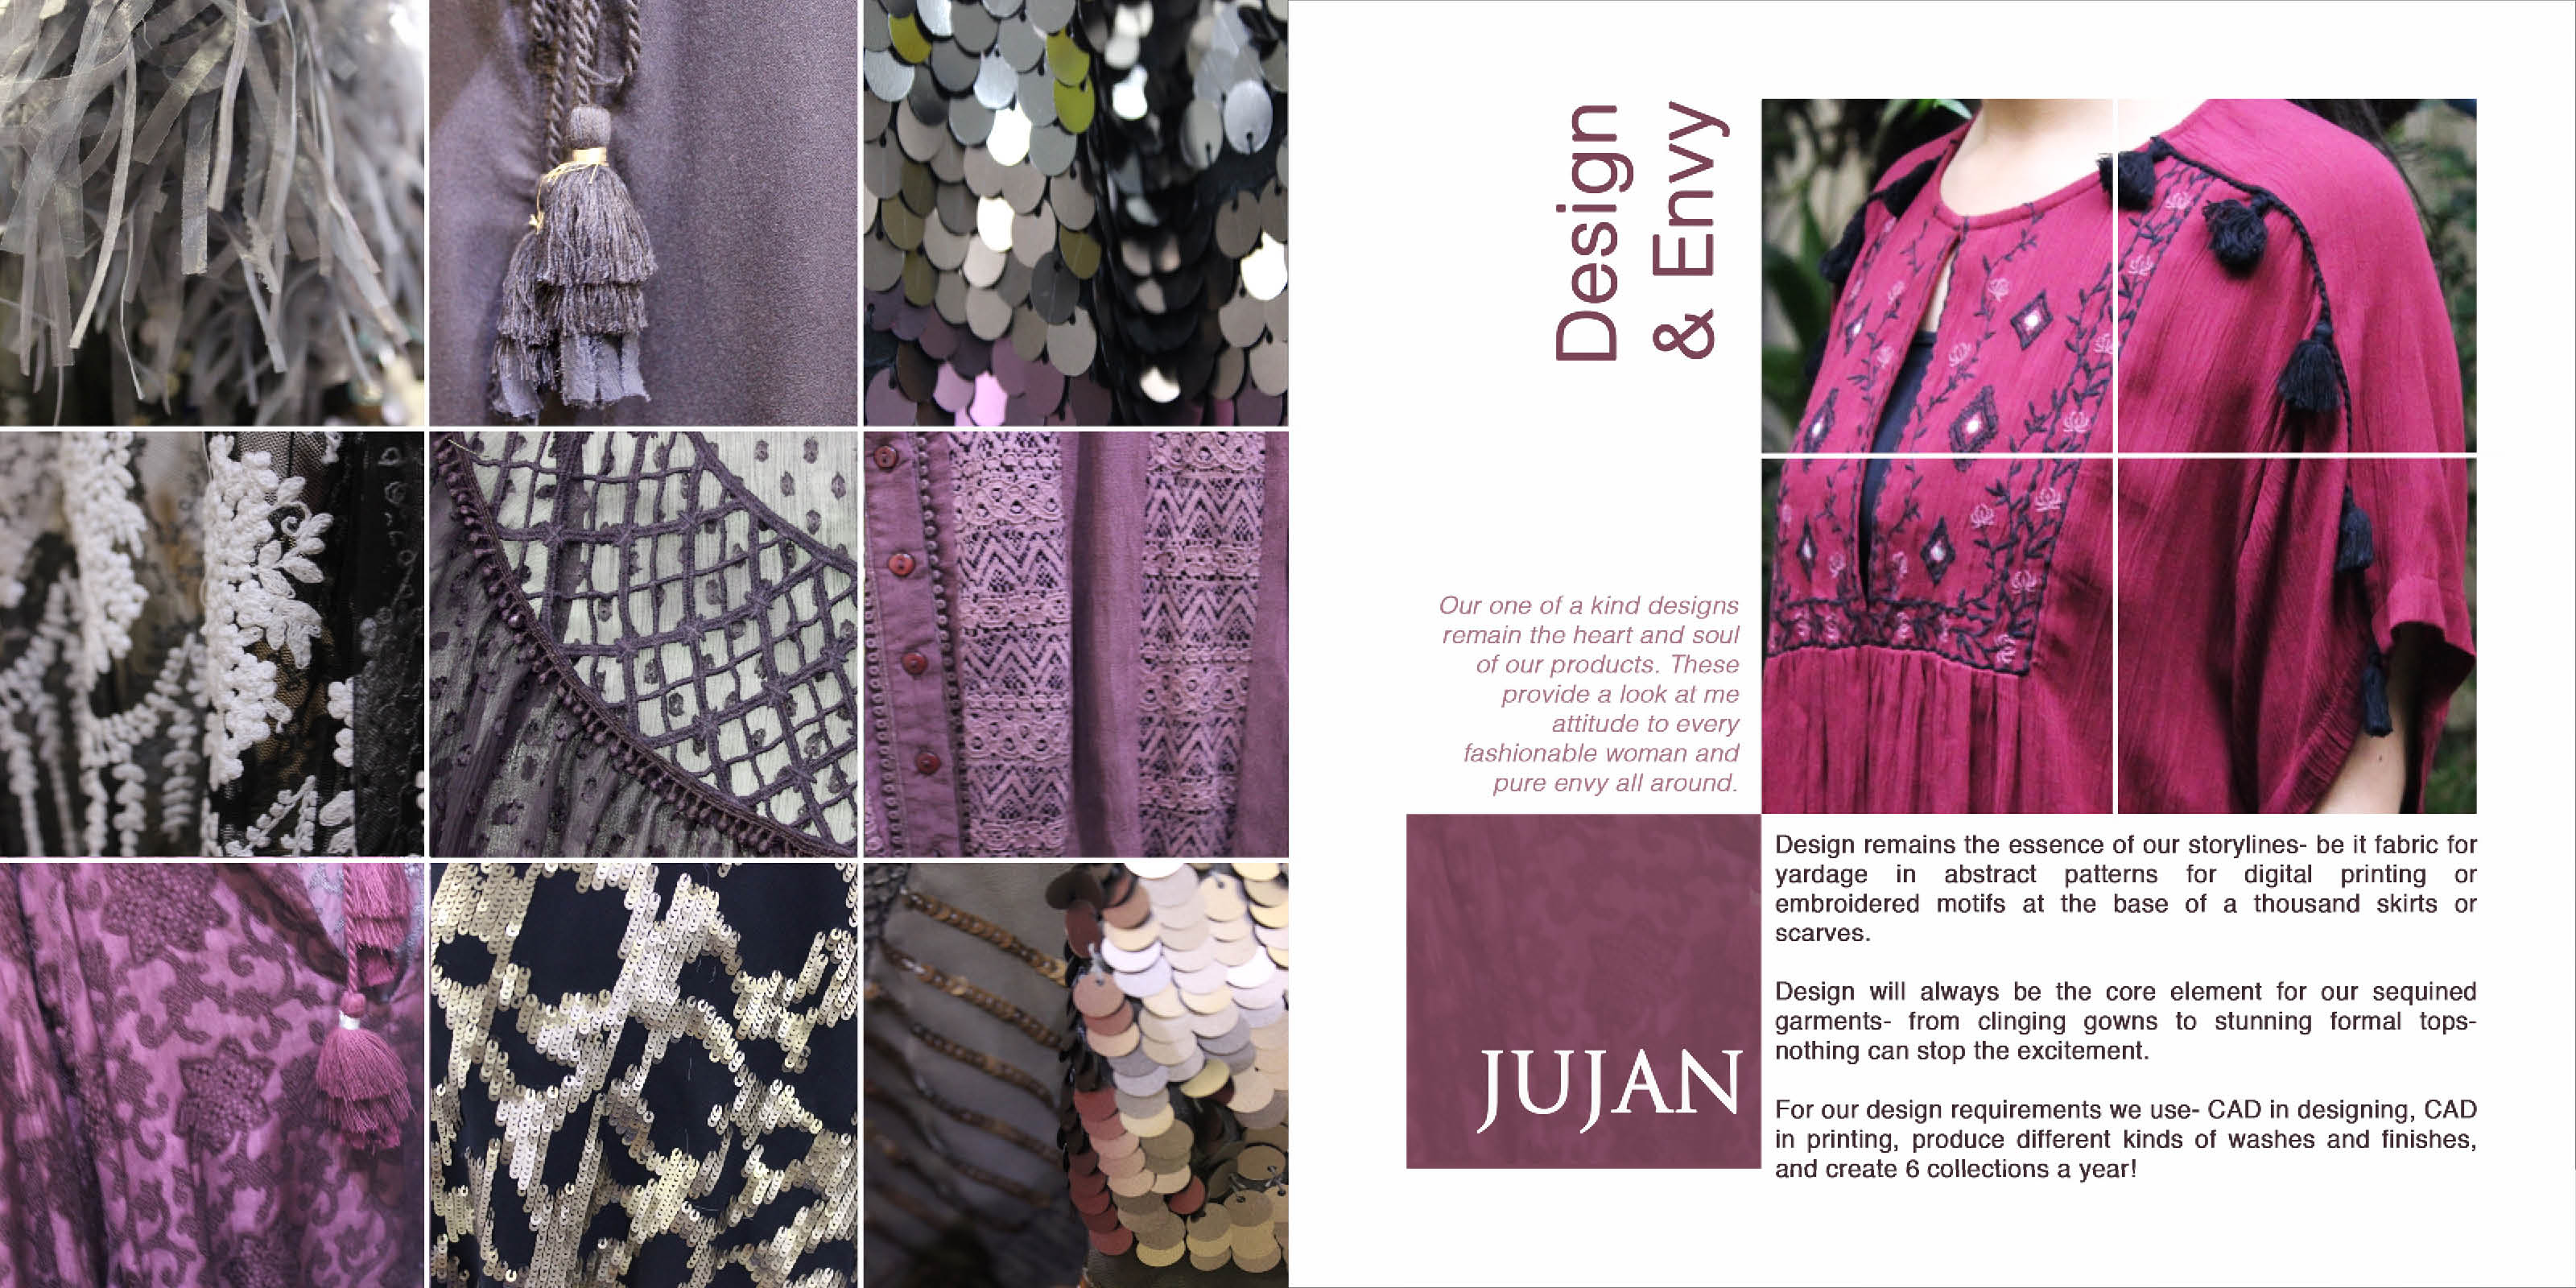 Design
& Envy
Our one of a kind designs
remain the heart and soul
of our products. These
provide a look at me
attitude to every
fashionable woman and
pure envy all around.
JUJAN
Design remains the essence of our storylines- be it fabric for
yardage in abstract patterns for digital printing or
embroidered motifs at the base of a thousand skirts or
scarves.
Design will always be the core element for our sequined
garments- from clinging gowns to stunning formal tops-
nothing can stop the excitement.
For our design requirements we use- CAD in designing, CAD
in printing, produce different kinds of washes and finishes,
and create 6 collections a year!